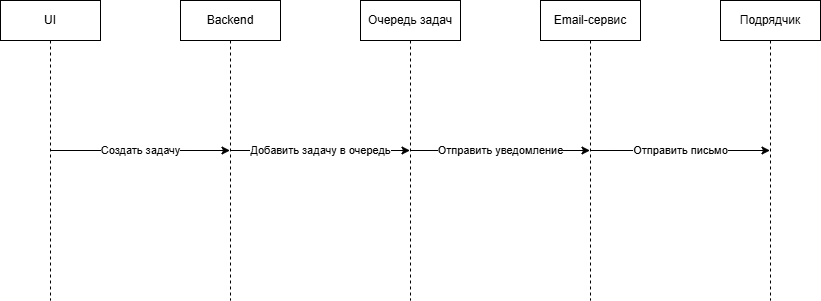 UI
Backend
Очередь задач
Email-сервис
Подрядчик
Создать задачу
Добавить задачу в очередь
Отправить уведомление
Отправить письмо